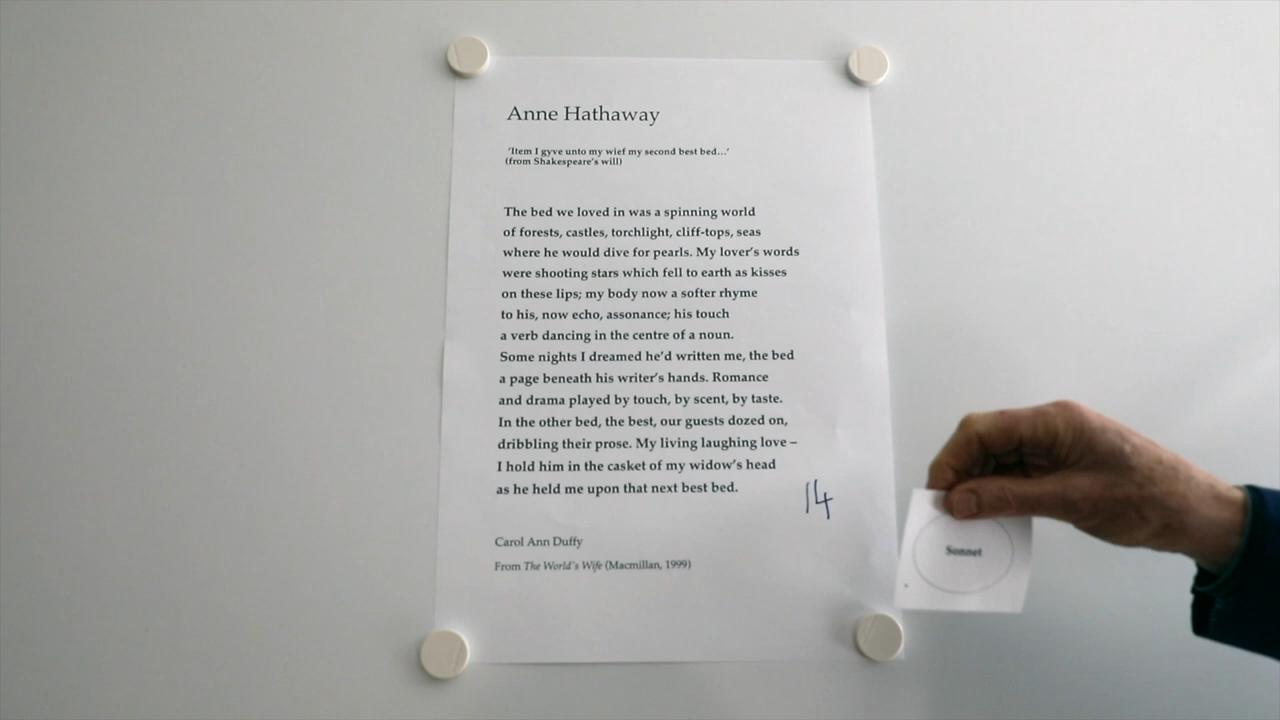 Anne Hathaway
'Item I gyve unto my wief my second best bed...'
(from Shakespeare's will)
The bed we loved in was a spinning world
of forests, castles, torchlight, cliff-tops, seas
where he would dive for pearls. My lover's words
were shooting stars which fell to earth as kisses
on these lips; my body now a softer rhyme
to his, now echo, assonance; his touch
a verb dancing in the centre of a noun.
Some nights I dreamed he'd written me, the bed
a page beneath his writer's hands. Romance
and drama played by touch, by scent, by taste.
In the other bed, the best, our guests dozed on,
dribbling their prose. My living laughing love –
I hold him in the casket of my widow's head
as he held me upon that next best bed.
14
Sonnet
Carol Ann Duffy
From The World's Wife (Macmillan, 1999)